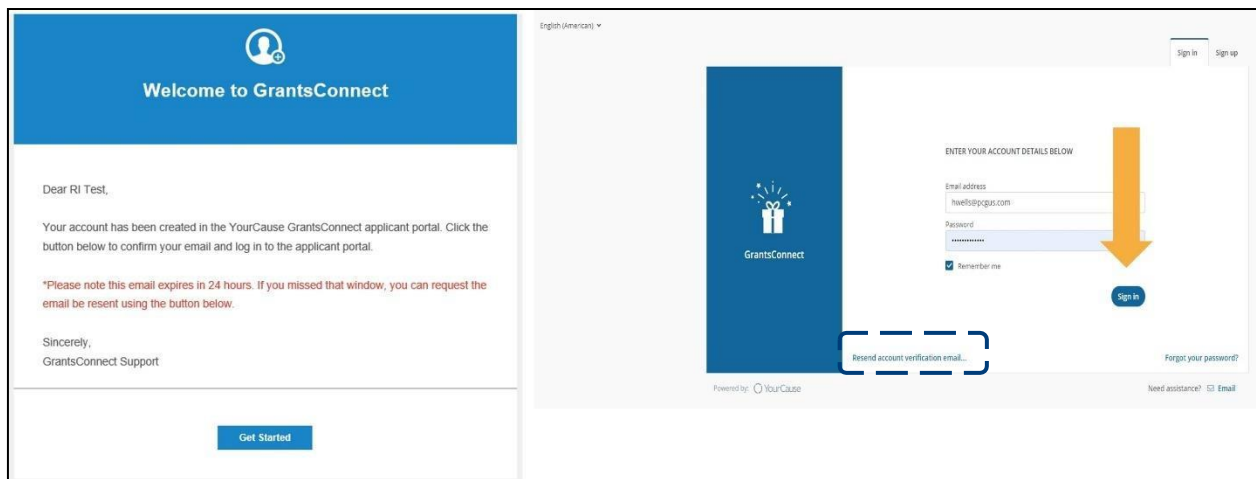 Welcome to GrantsConnect
Dear RI Test,
Your account has been created in the YourCause GrantsConnect applicant portal. Click the
button below to confirm your email and log in to the applicant portal.
*Please note this email expires in 24 hours. If you missed that window, you can request the
email be resent using the button below.
Sincerely,
GrantsConnect Support
Get Started
English (American)
Sign in Sign up
GrantsConnect
ENTER YOUR ACCOUNT DETAILS BELOW
Email address
hwells@pcgus.com
Password
Remember me
Sign in
Resend account verification email...
Forgot your password?
Powered by: YourCause
Need assistance? Email